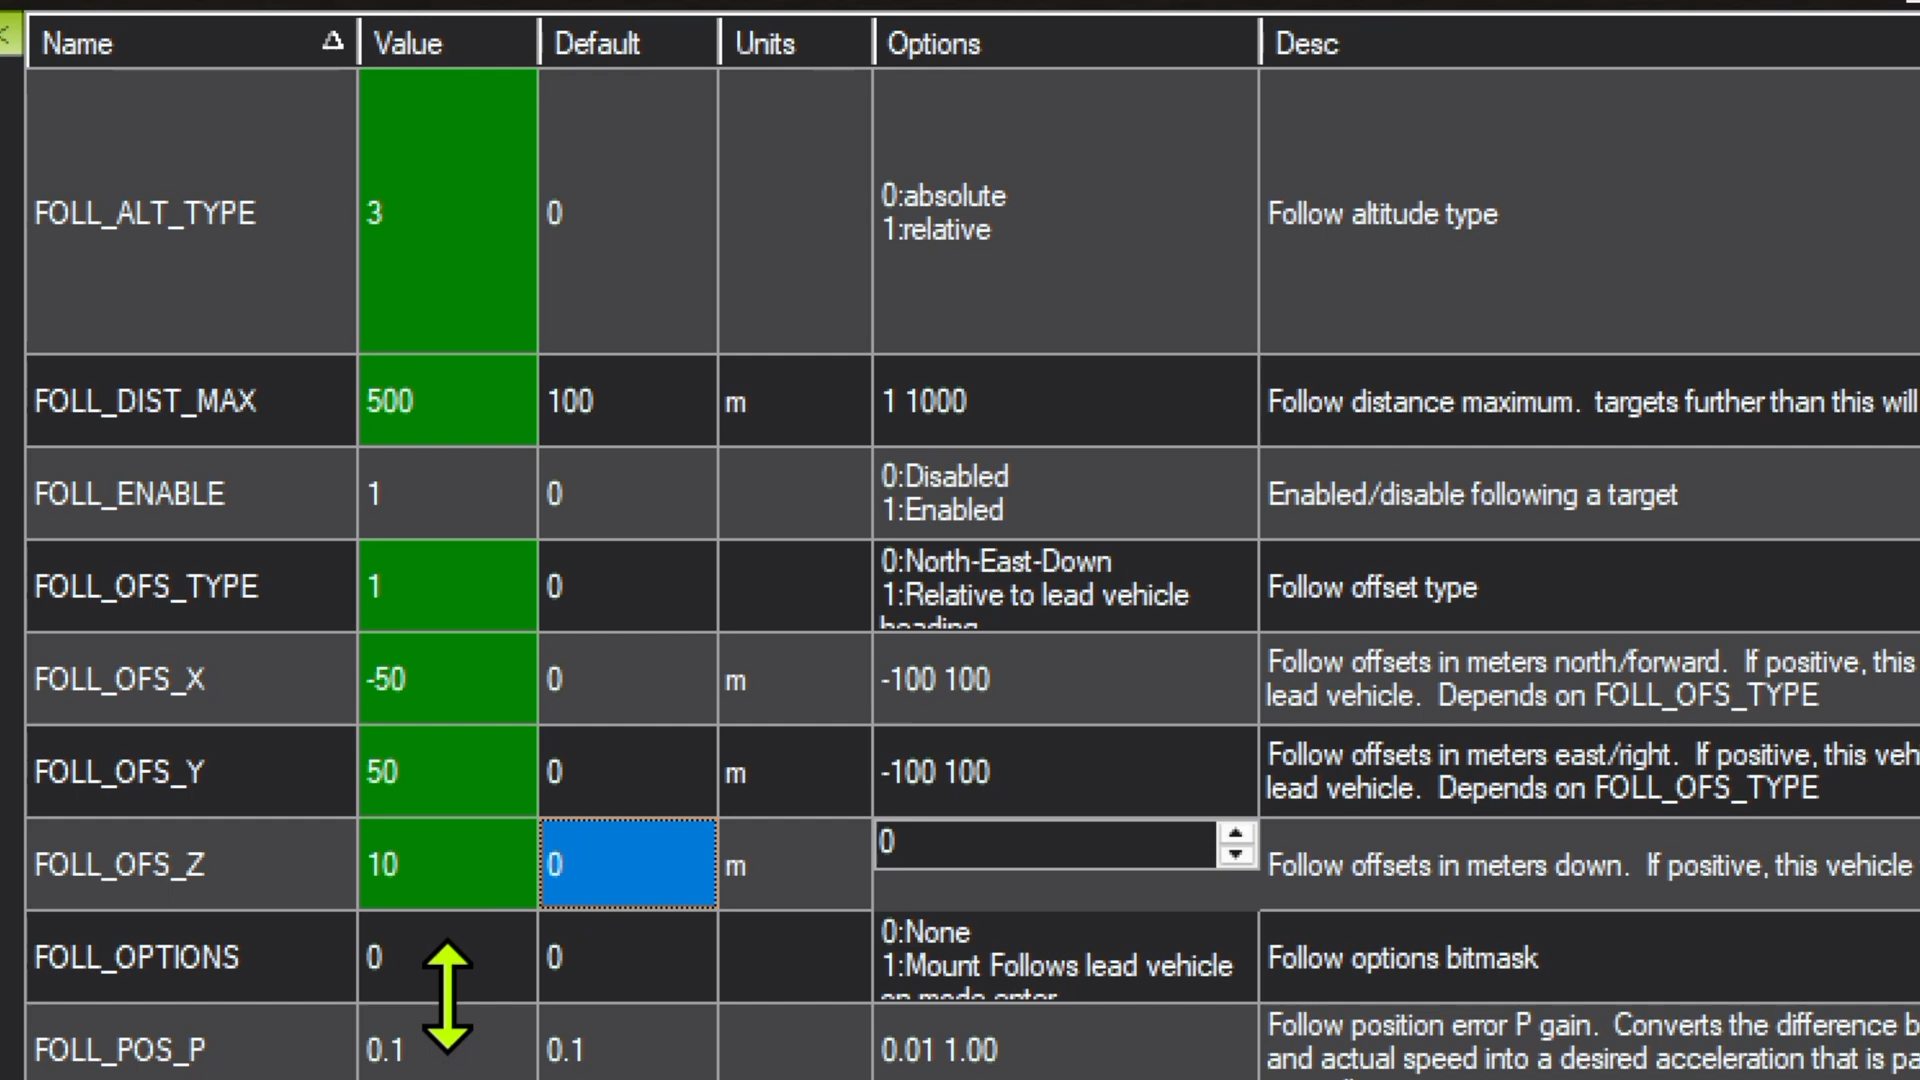 Name Value Default Units Options Desc
FOLL_ALT_TYPE 3 0 0:absolute
1:relative Follow altitude type
FOLL_DIST_MAX 500 100 m 1 1000 Follow distance maximum. targets further than this will
FOLL_ENABLE 1 0 0:Disabled
1:Enabled Enabled/disable following a target
FOLL_OFS_TYPE 1 0 0:North-East-Down
1:Relative to lead vehicle
heading Follow offset type
FOLL_OFS_X -50 0 m -100 100 Follow offsets in meters north/forward. If positive, this
lead vehicle. Depends on FOLL_OFS_TYPE
FOLL_OFS_Y 50 0 m -100 100 Follow offsets in meters east/right. If positive, this veh
lead vehicle. Depends on FOLL_OFS_TYPE
FOLL_OFS_Z 10 0 m 0 Follow offsets in meters down. If positive, this vehicle
FOLL_OPTIONS 0 0 0:None
1:Mount Follows lead vehicle
on mode enter Follow options bitmask
FOLL_POS_P 0.1 0.1 0.01 1.00 Follow position error P gain. Converts the difference b
and actual speed into a desired acceleration that is pa